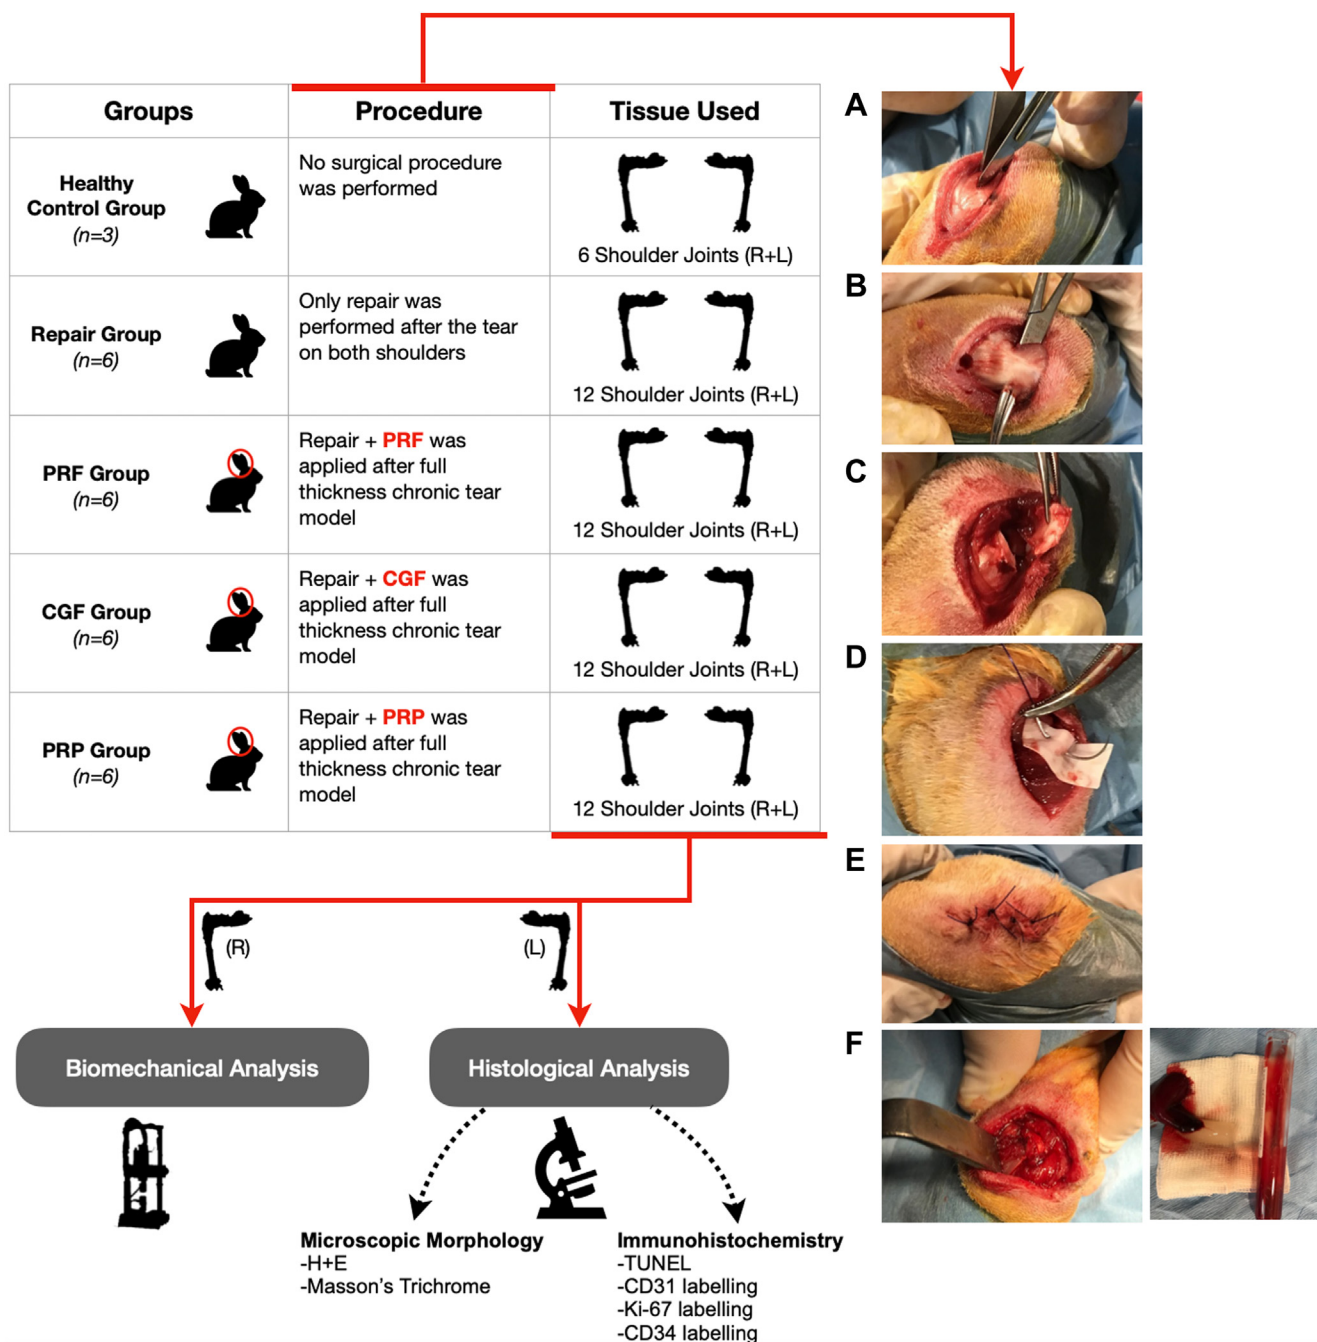 Groups
Procedure
Tissue Used
Healthy
Control Group
(n=3)
No surgical procedure
was performed
6 Shoulder Joints (R+L)
Repair Group
(n=6)
Only repair was
performed after the tear
on both shoulders
12 Shoulder Joints (R+L)
PRF Group
(n=6)
Repair + PRF was
applied after full
thickness chronic tear
model
12 Shoulder Joints (R+L)
CGF Group
(n=6)
Repair + CGF was
applied after full
thickness chronic tear
model
12 Shoulder Joints (R+L)
PRP Group
(n=6)
Repair + PRP was
applied after full
thickness chronic tear
model
12 Shoulder Joints (R+L)
(R)
(L)
Biomechanical Analysis
Histological Analysis
Microscopic Morphology
-H+E
-Masson's Trichrome
Immunohistochemistry
-TUNEL
-CD31 labelling
-Ki-67 labelling
-CD34 labelling
A
B
C
D
E
F